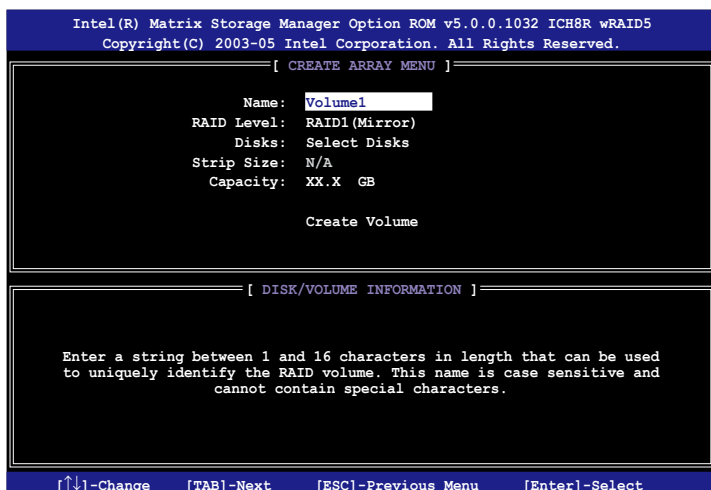 Intel(R) Matrix Storage Manager Option ROM v5.0.0.1032 ICH8R wRAID5
Copyright(C) 2003-05 Intel Corporation. All Rights Reserved.
[ CREATE ARRAY MENU ]
Name: Volume1
RAID Level: RAID1(Mirror)
Disks: Select Disks
Strip Size: N/A
Capacity: XX.X GB
Create Volume
[ DISK/VOLUME INFORMATION ]
Enter a string between 1 and 16 characters in length that can be used
to uniquely identify the RAID volume. This name is case sensitive and
cannot contain special characters.
[↑↓]-Change [TAB]-Next [ESC]-Previous Menu [Enter]-Select